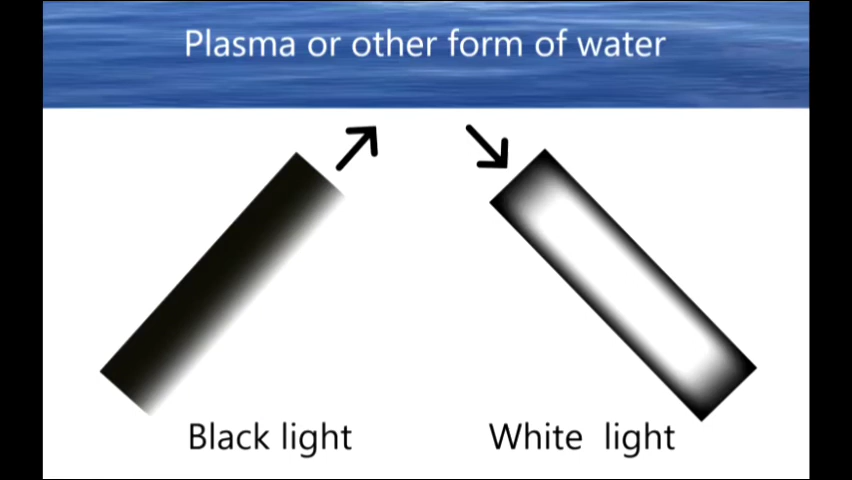 Plasma or other form of water
Black light
White light